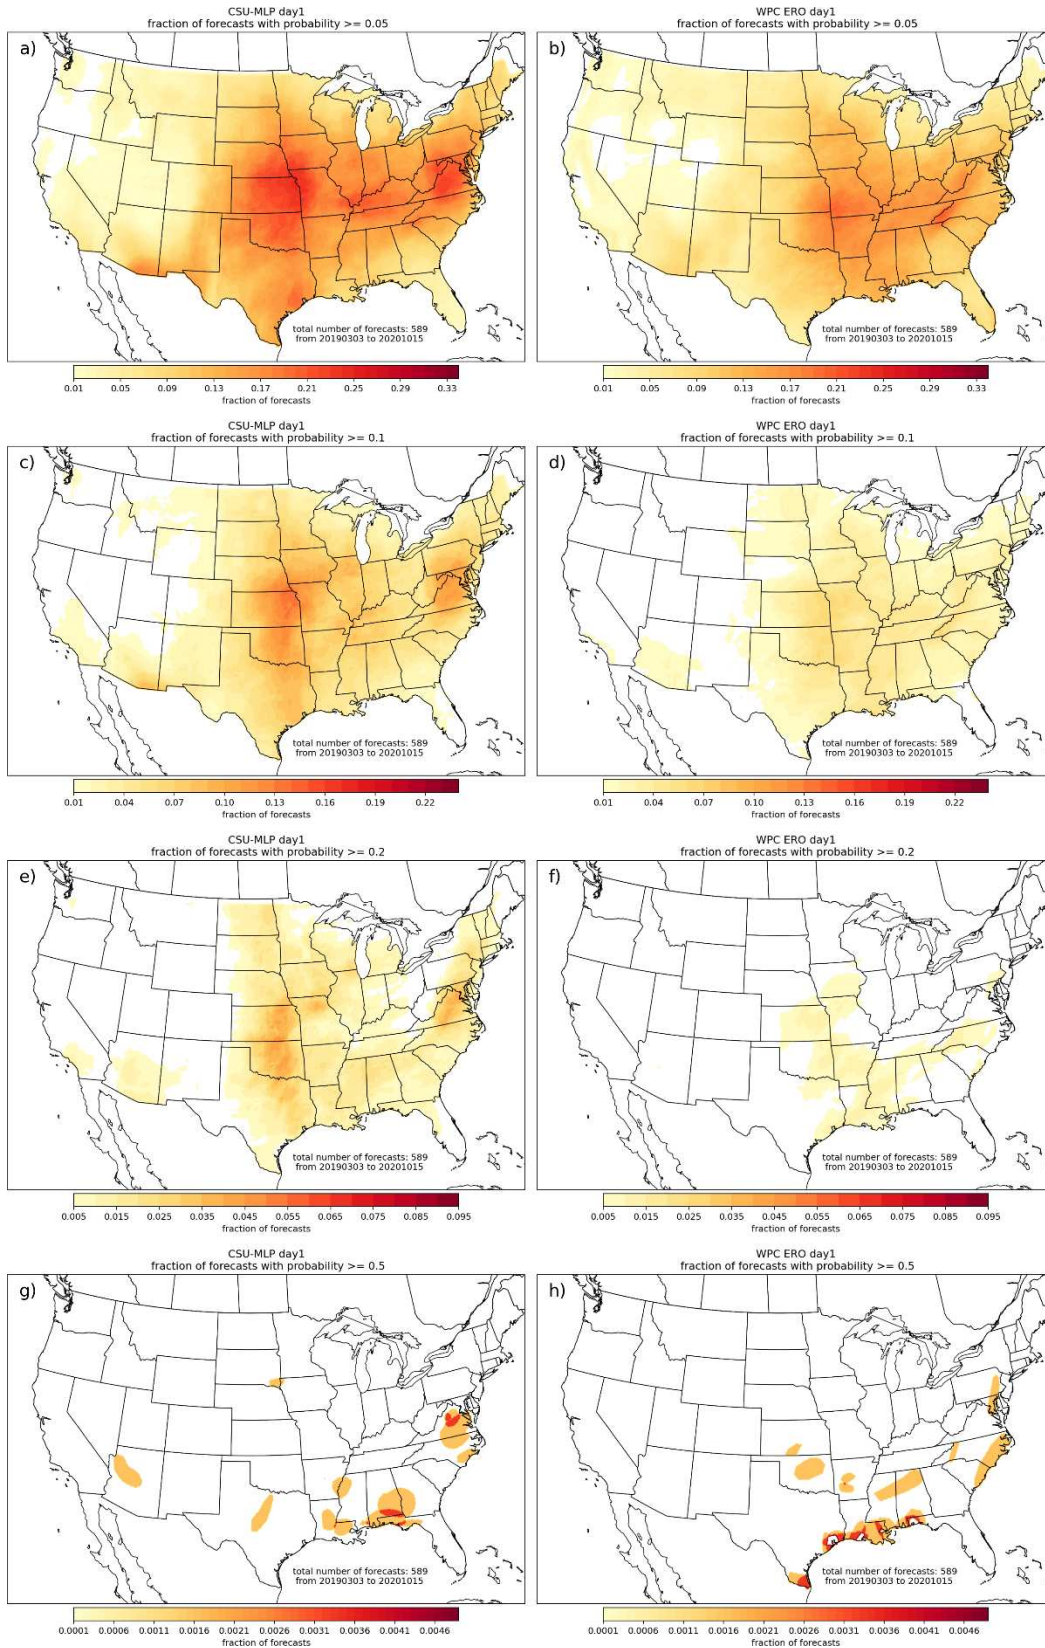 CSU-MLP day1
fraction of forecasts with probability >= 0.05
a)
total number of forecasts: 589
from 20190303 to 20201015
0.01 0.05 0.09 0.13 0.17 0.21 0.25 0.29 0.33
fraction of forecasts
WPC ERO day1
fraction of forecasts with probability >= 0.05
b)
total number of forecasts: 589
from 20190303 to 20201015
0.01 0.05 0.09 0.13 0.17 0.21 0.25 0.29 0.33
fraction of forecasts
CSU-MLP day1
fraction of forecasts with probability >= 0.1
c)
total number of forecasts: 589
from 20190303 to 20201015
0.01 0.04 0.07 0.10 0.13 0.16 0.19 0.22
fraction of forecasts
WPC ERO day1
fraction of forecasts with probability >= 0.1
d)
total number of forecasts: 589
from 20190303 to 20201015
0.01 0.04 0.07 0.10 0.13 0.16 0.19 0.22
fraction of forecasts
CSU-MLP day1
fraction of forecasts with probability >= 0.2
e)
total number of forecasts: 589
from 20190303 to 20201015
0.005 0.015 0.025 0.035 0.045 0.055 0.065 0.075 0.085 0.095
fraction of forecasts
WPC ERO day1
fraction of forecasts with probability >= 0.2
f)
total number of forecasts: 589
from 20190303 to 20201015
0.005 0.015 0.025 0.035 0.045 0.055 0.065 0.075 0.085 0.095
fraction of forecasts
CSU-MLP day1
fraction of forecasts with probability >= 0.5
g)
total number of forecasts: 589
from 20190303 to 20201015
0.0001 0.0006 0.0011 0.0016 0.0021 0.0026 0.0031 0.0036 0.0041 0.0046
fraction of forecasts
WPC ERO day1
fraction of forecasts with probability >= 0.5
h)
total number of forecasts: 589
from 20190303 to 20201015
0.0001 0.0006 0.0011 0.0016 0.0021 0.0026 0.0031 0.0036 0.0041 0.0046
fraction of forecasts